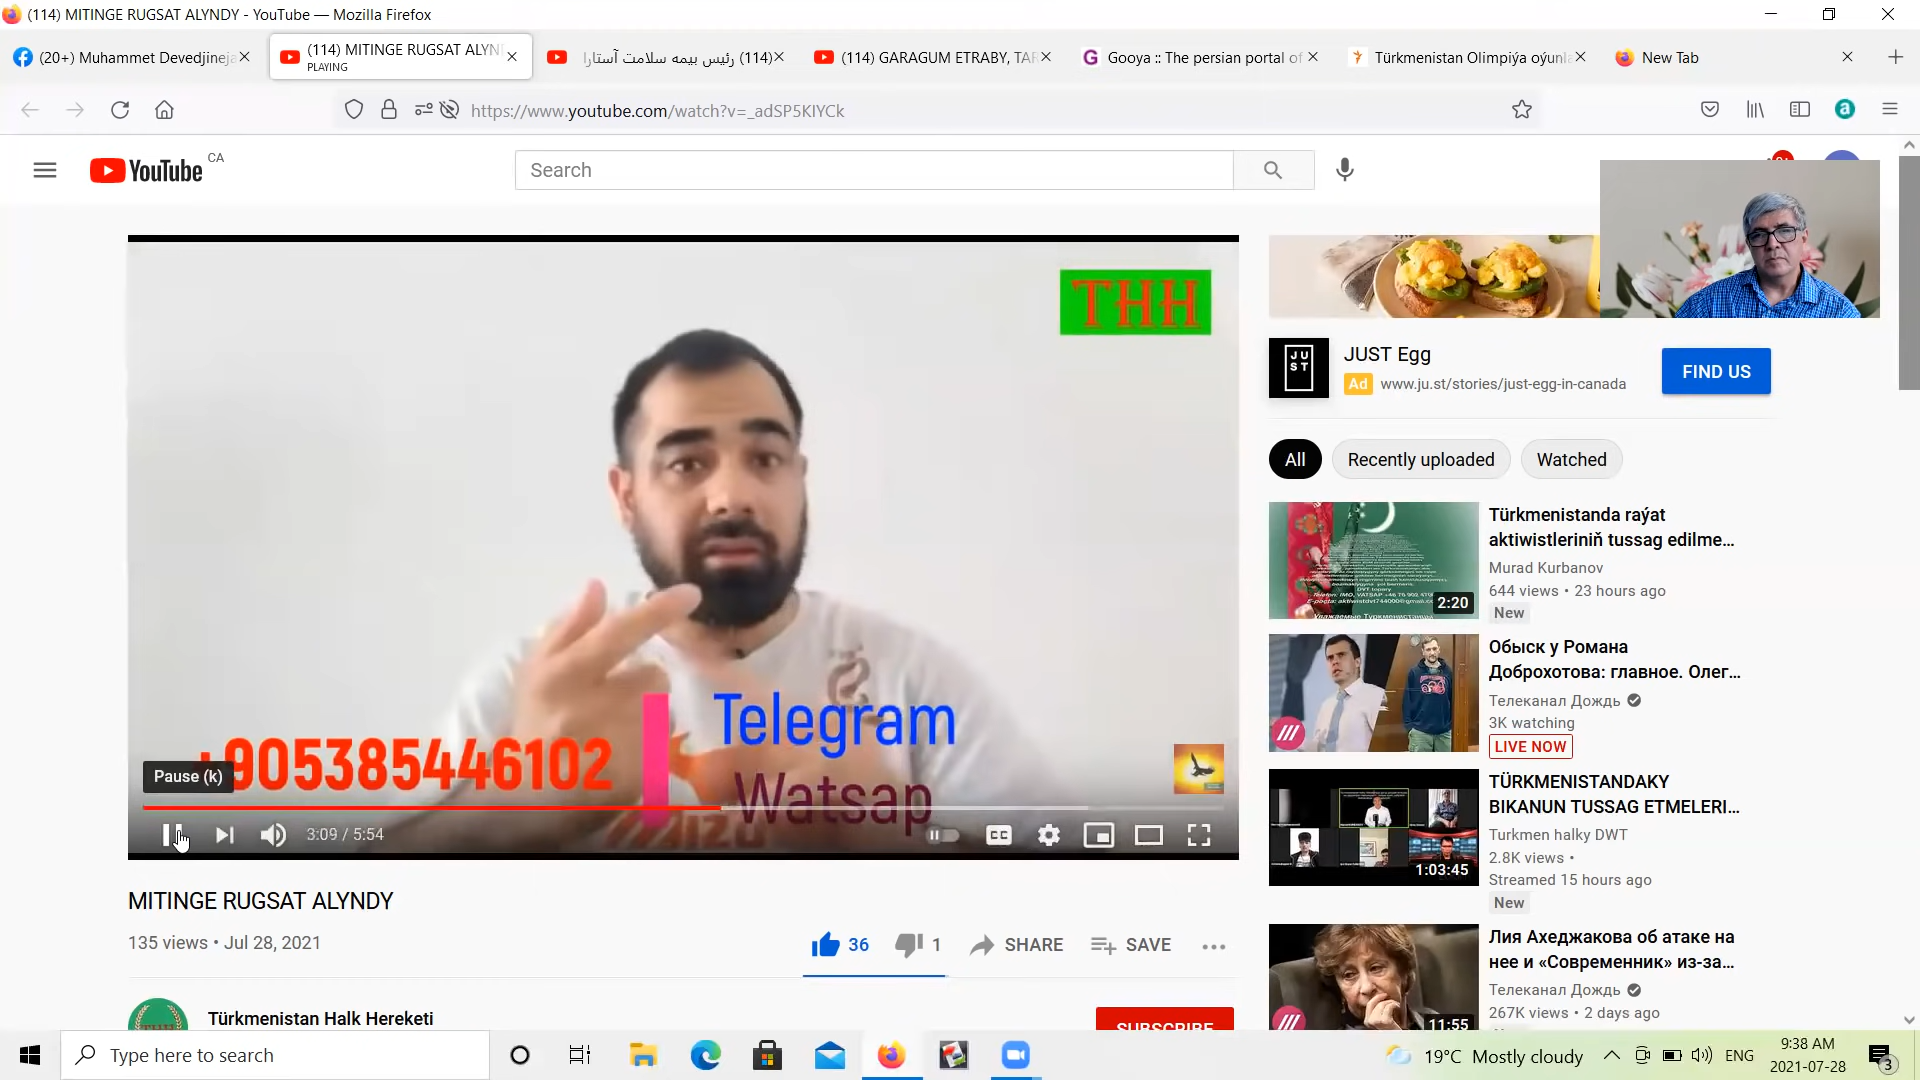 (114) MITINGE RUGSAT ALYNDY - YouTube — Mozilla Firefox
(20+) Muhammet Devedjineja
(114) MITINGE RUGSAT ALYN
PLAYING
(114) رئیس بیمه سلامت آستارا
(114) GARAGUM ETRABY, TAR
Gooya :: The persian portal of
Türkmenistan Olimpiýa oýunla
New Tab
https://www.youtube.com/watch?v=_adSP5KIYCk
YouTube CA
Search
THH
+905385446102
Telegram
Watsap
Pause (k)
3:09 / 5:54
CC
MITINGE RUGSAT ALYNDY
135 views • Jul 28, 2021
36
1
SHARE
SAVE
Türkmenistan Halk Hereketi
SUBSCRIBE
JUST
JUST Egg
Ad www.ju.st/stories/just-egg-in-canada
FIND US
All
Recently uploaded
Watched
Türkmenistanda raýat
aktiwistleriniň tussag edilme...
Murad Kurbanov
644 views • 23 hours ago
New
2:20
Обыск у Романа
Доброхотова: главное. Олег...
Телеканал Дождь
3K watching
LIVE NOW
TÜRKMENISTANDAKY
BIKANUN TUSSAG ETMELERI...
Turkmen halky DWT
2.8K views •
Streamed 15 hours ago
New
1:03:45
Лия Ахеджакова об атаке на
нее и «Современник» из-за...
Телеканал Дождь
267K views • 2 days ago
11:55
Type here to search
19°C Mostly cloudy
ENG
9:38 AM
2021-07-28
3